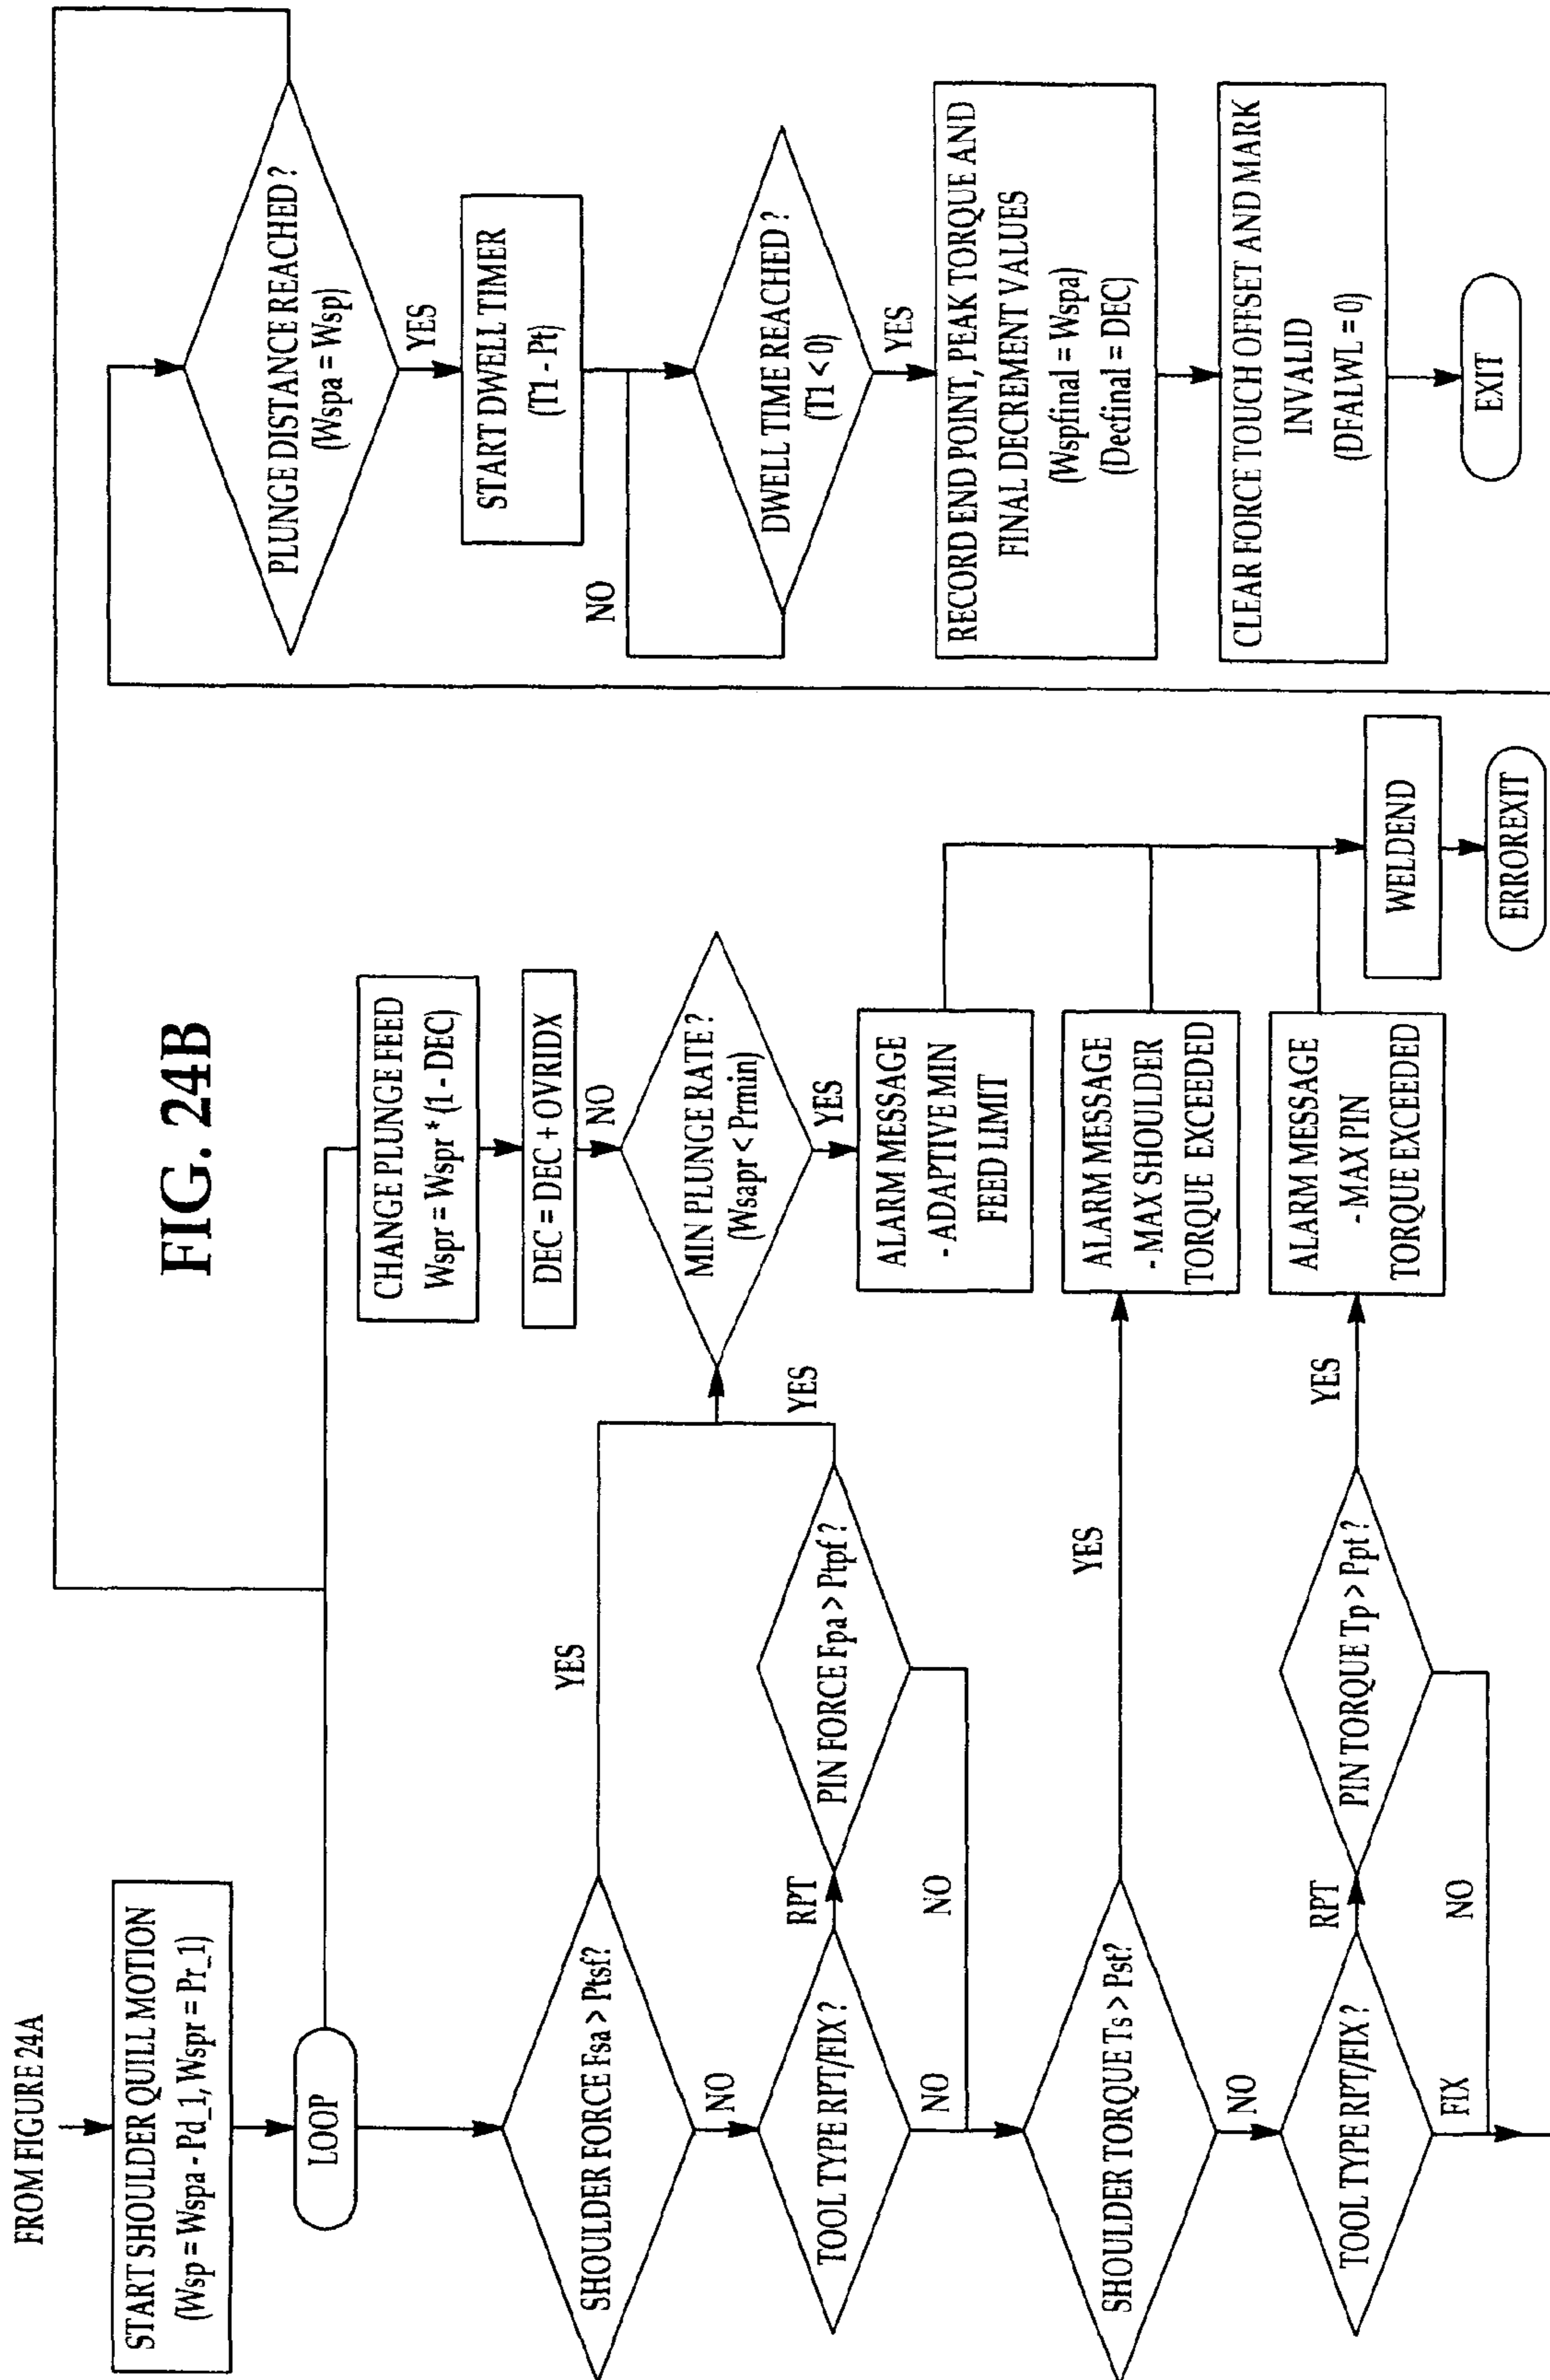 FIG. 24B
FROM FIGURE 24A
START SHOULDER QUILL MOTION
(Wsp = Wspa - Pd_1, Wspr = Pr_1)
LOOP
SHOULDER FORCE Fsa > Ptsf?
YES
NO
TOOL TYPE RPT/FIX ?
RPT
NO
PIN FORCE Fpa > Ptpf ?
YES
NO
SHOULDER TORQUE Ts > Pst?
YES
NO
TOOL TYPE RPT/FIX ?
RPT
FIX
PIN TORQUE Tp > Ppt ?
YES
NO
CHANGE PLUNGE FEED
Wspr = Wspr * (1 - DEC)
DEC = DEC + OVRIDX
NO
MIN PLUNGE RATE ?
(Wsapr < Prmin)
YES
ALARM MESSAGE
- ADAPTIVE MIN
FEED LIMIT
ALARM MESSAGE
- MAX SHOULDER
TORQUE EXCEEDED
ALARM MESSAGE
- MAX PIN
TORQUE EXCEEDED
WELDEND
ERROREXIT
PLUNGE DISTANCE REACHED ?
(Wspa = Wsp)
YES
START DWELL TIMER
(T1 - Pt)
NO
DWELL TIME REACHED ?
(T1 < 0)
YES
RECORD END POINT, PEAK TORQUE AND
FINAL DECREMENT VALUES
(Wspfinal = Wspa)
(Decfinal = DEC)
CLEAR FORCE TOUCH OFFSET AND MARK
INVALID
(DFALWL = 0)
EXIT